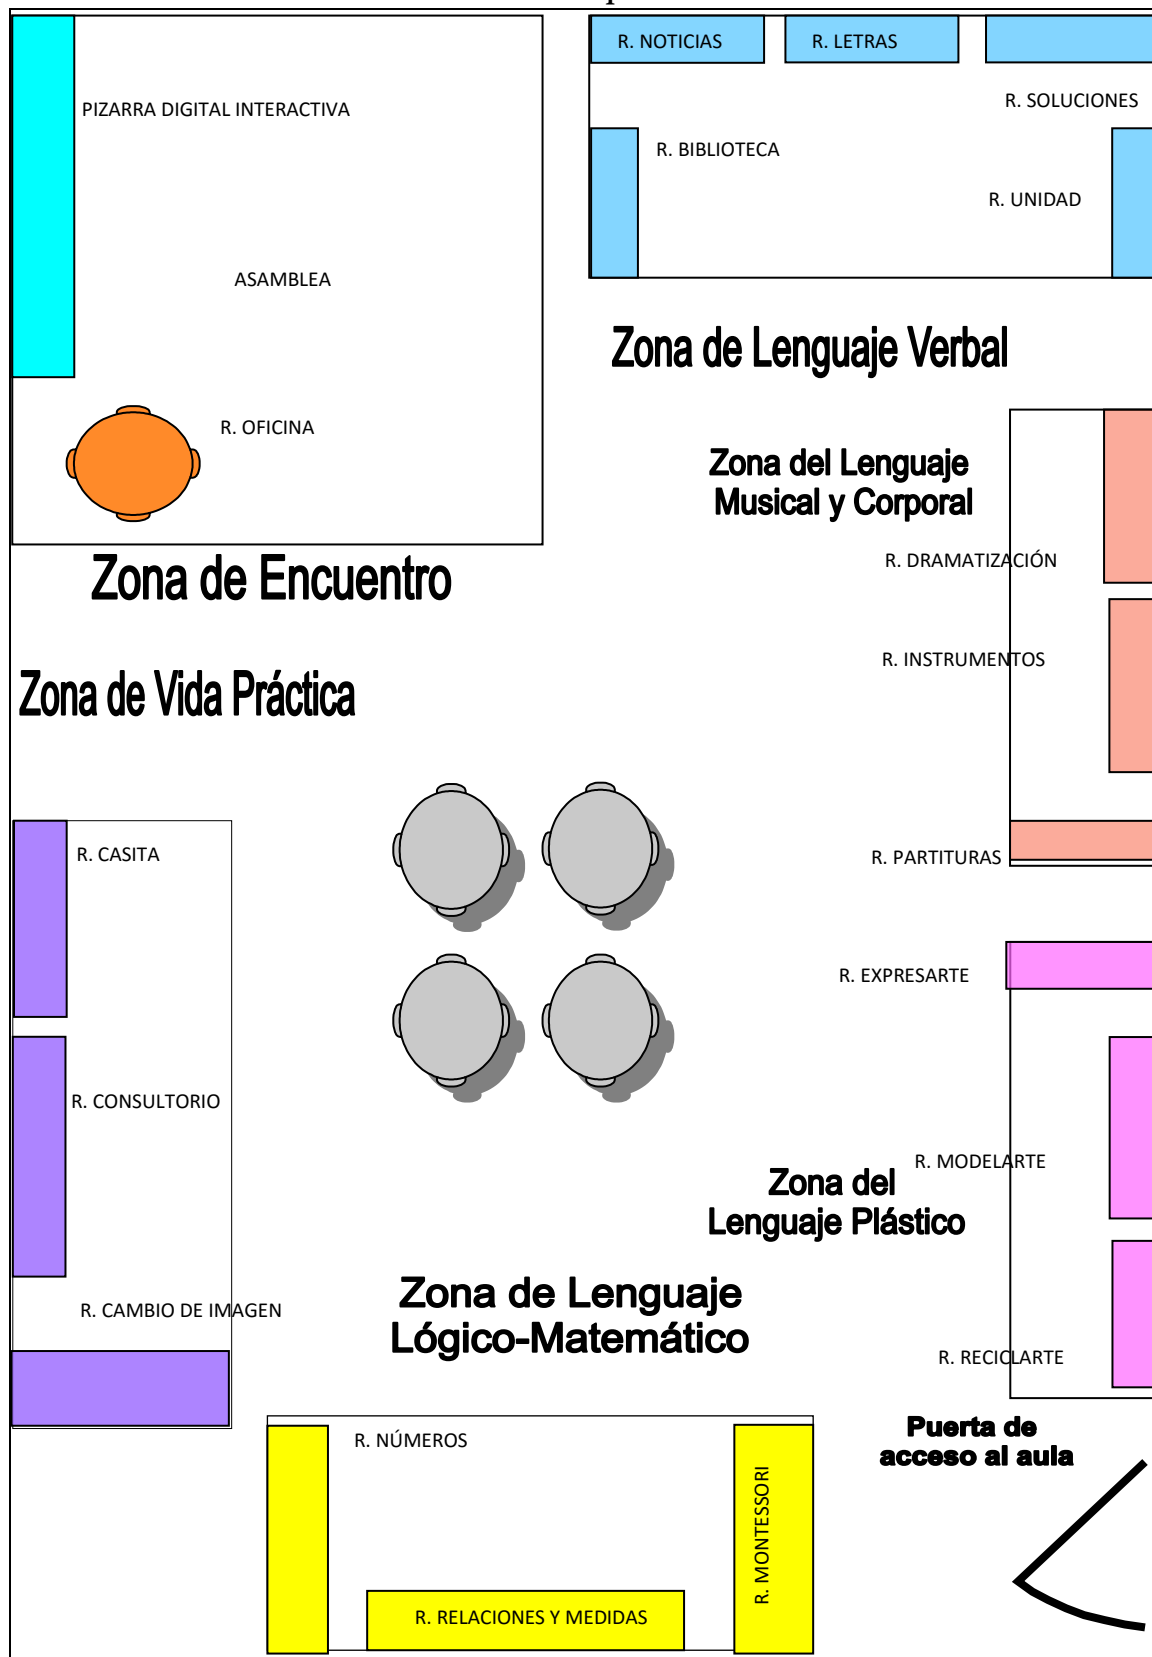 R. NOTICIAS
R. LETRAS
PIZARRA DIGITAL INTERACTIVA
R. SOLUCIONES
R. BIBLIOTECA
R. UNIDAD
ASAMBLEA
Zona de Lenguaje Verbal
R. OFICINA
Zona del Lenguaje
Musical y Corporal
Zona de Encuentro
R. DRAMATIZACIÓN
R. INSTRUMENTOS
Zona de Vida Práctica
R. CASITA
R. PARTITURAS
R. EXPRESARTE
R. CONSULTORIO
R. MODELARTE
Zona del
Lenguaje Plástico
R. CAMBIO DE IMAGEN
Zona de Lenguaje
Lógico-Matemático
R. RECICLARTE
Puerta de
acceso al aula
R. NÚMEROS
R. MONTESSORI
R. RELACIONES Y MEDIDAS